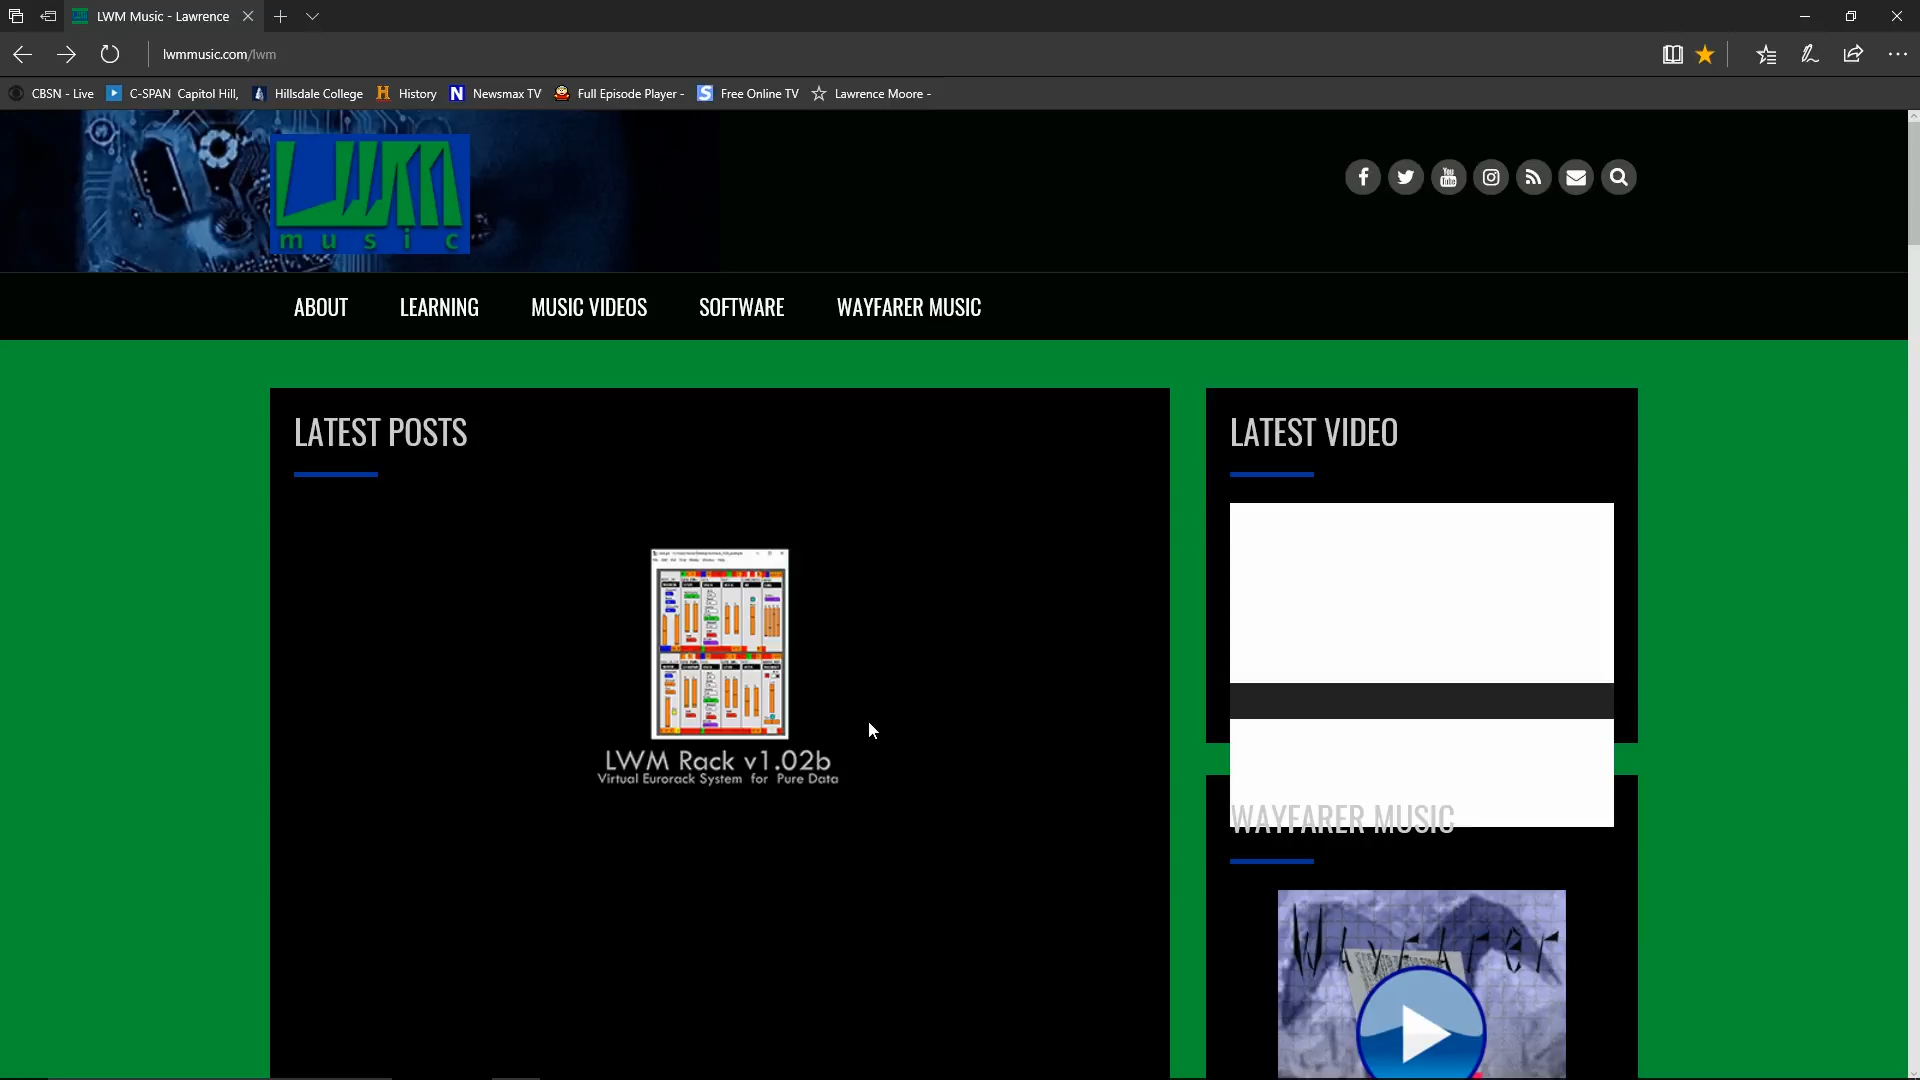 LWM Music - Lawrence
lwmmusic.com/lwm
CBSN - Live
C-SPAN Capitol Hill,
Hillsdale College
History
Newsmax TV
Full Episode Player -
Free Online TV
Lawrence Moore -
LWM
music
ABOUT
LEARNING
MUSIC VIDEOS
SOFTWARE
WAYFARER MUSIC
LATEST POSTS
LWM Rack v1.02b
Virtual Eurorack System for Pure Data
LATEST VIDEO
WAYFARER MUSIC
Wayfarer